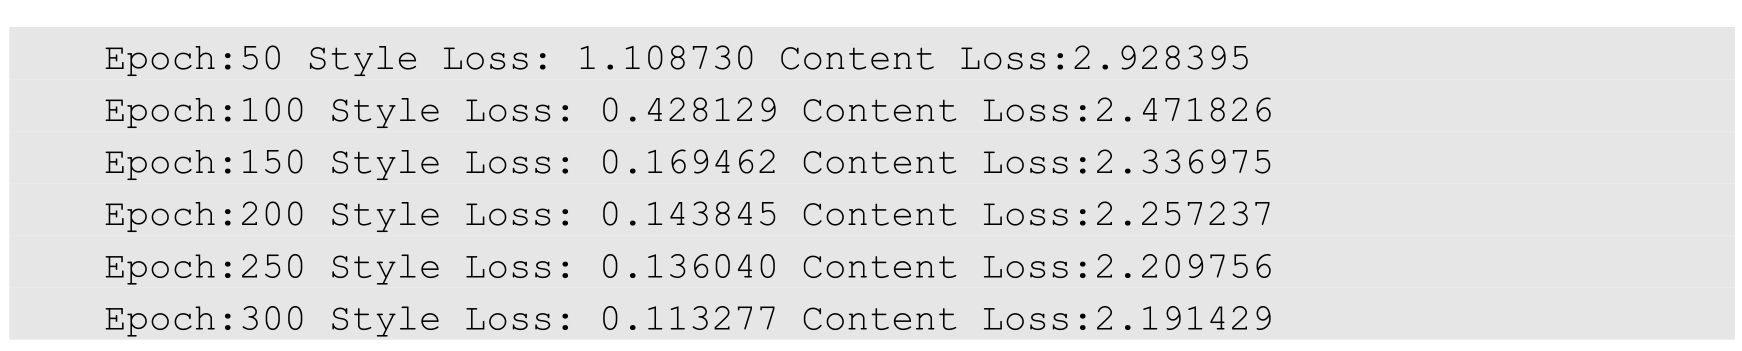 Epoch:50 Style Loss: 1.108730 Content Loss:2.928395
Epoch:100 Style Loss: 0.428129 Content Loss:2.471826
Epoch:150 Style Loss: 0.169462 Content Loss:2.336975
Epoch:200 Style Loss: 0.143845 Content Loss:2.257237
Epoch:250 Style Loss: 0.136040 Content Loss:2.209756
Epoch:300 Style Loss: 0.113277 Content Loss:2.191429